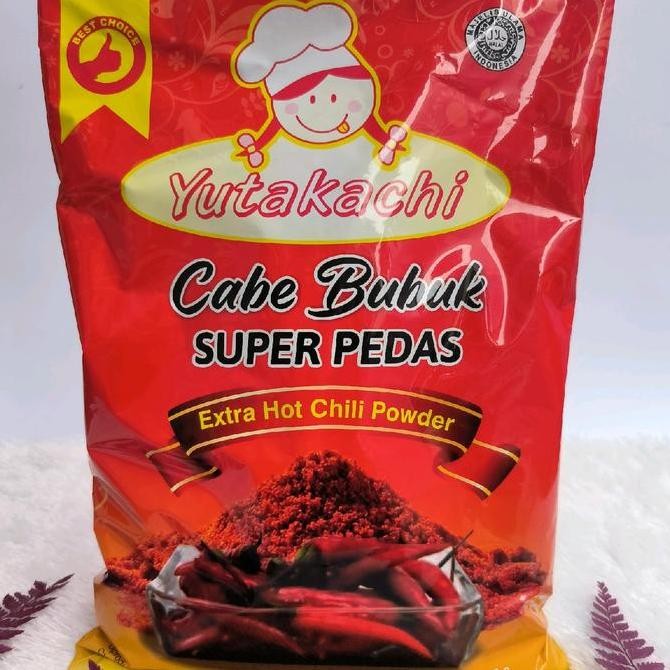 BEST CHOICE
MAJELIS ULAMA
HALAL
INDONESIA
Yutakachi
Cabe Bubuk
SUPER PEDAS
Extra Hot Chili Powder